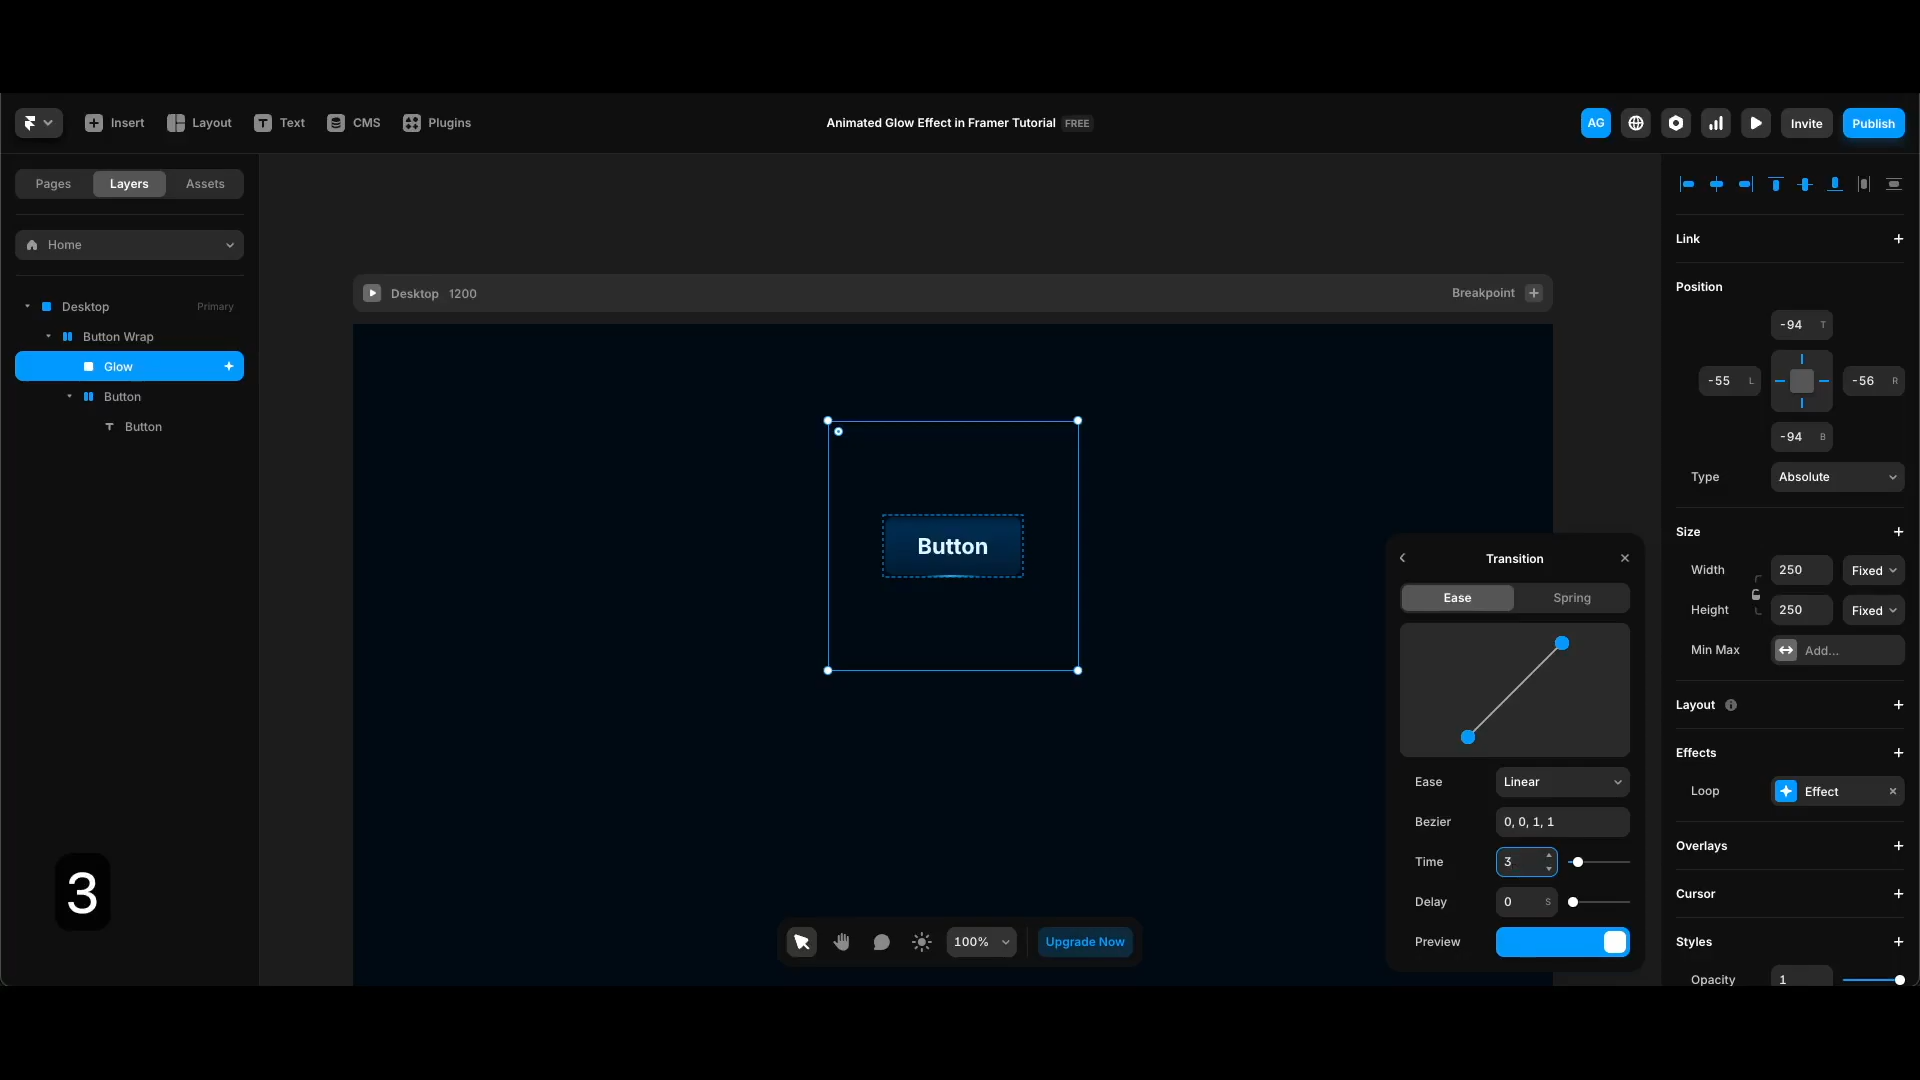 Insert
Layout
Text
CMS
Plugins
Animated Glow Effect in Framer Tutorial FREE
AG
Invite
Publish
Pages
Layers
Assets
Home
Desktop Primary
Button Wrap
Glow
Button
Button
Desktop 1200
Breakpoint
Button
Transition
Ease
Spring
Ease Linear
Bezier 0, 0, 1, 1
Time 3
Delay 0 S
Preview
Link
Position
-94 T
-55 L
-56 R
-94 B
Type Absolute
Size
Width 250 Fixed
Height 250 Fixed
Min Max Add...
Layout
Effects
Loop Effect
Overlays
Cursor
Styles
Opacity 1
3
100%
Upgrade Now